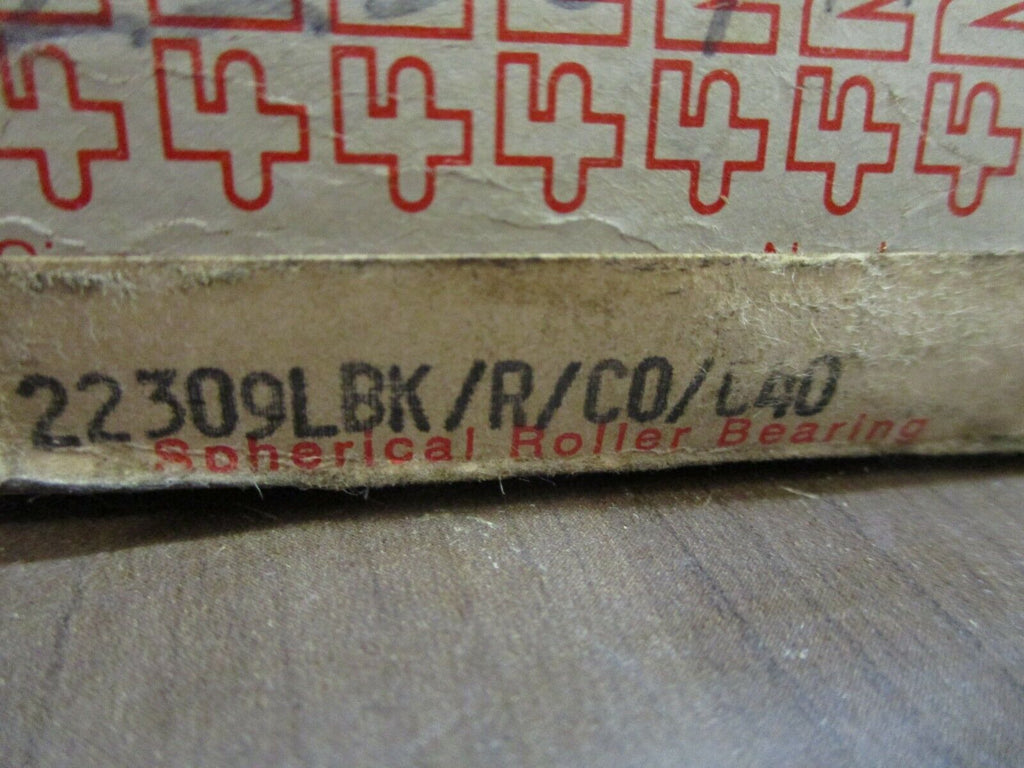 22309LBK/R/C0/C40
Spherical Roller Bearing